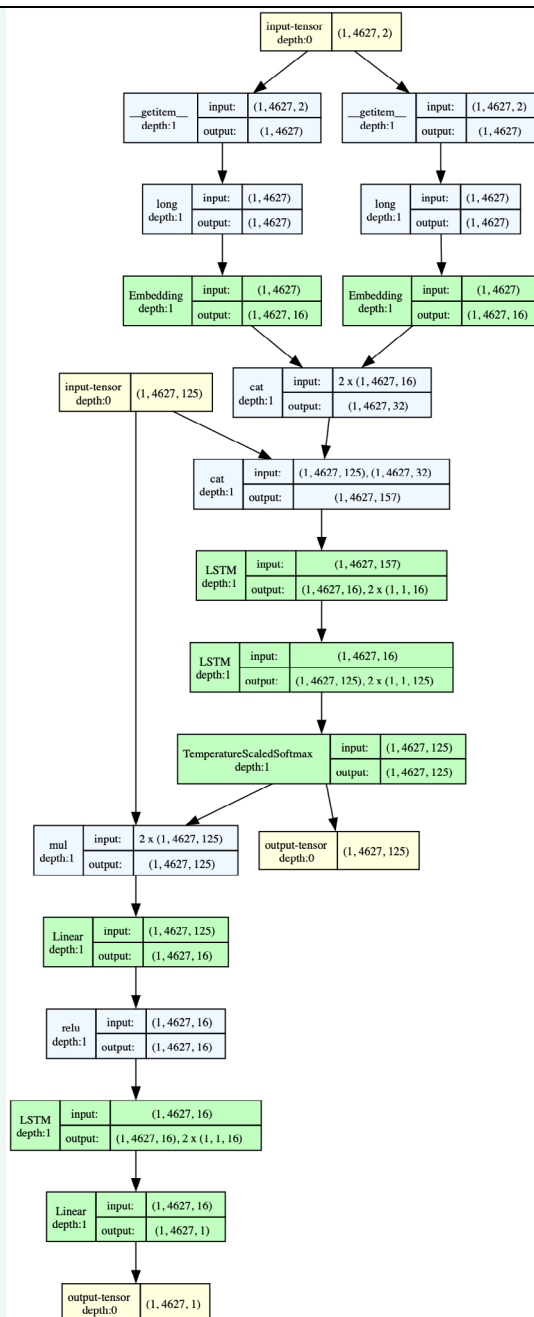 input-tensor
depth:0
(1, 4627, 2)
__getitem__
depth:1
input:
(1, 4627, 2)
output:
(1, 4627)
__getitem__
depth:1
input:
(1, 4627, 2)
output:
(1, 4627)
long
depth:1
input:
(1, 4627)
output:
(1, 4627)
long
depth:1
input:
(1, 4627)
output:
(1, 4627)
Embedding
depth:1
input:
(1, 4627)
output:
(1, 4627, 16)
Embedding
depth:1
input:
(1, 4627)
output:
(1, 4627, 16)
input-tensor
depth:0
(1, 4627, 125)
cat
depth:1
input:
2 x (1, 4627, 16)
output:
(1, 4627, 32)
cat
depth:1
input:
(1, 4627, 125), (1, 4627, 32)
output:
(1, 4627, 157)
LSTM
depth:1
input:
(1, 4627, 157)
output:
(1, 4627, 16), 2 x (1, 1, 16)
LSTM
depth:1
input:
(1, 4627, 16)
output:
(1, 4627, 125), 2 x (1, 1, 125)
TemperatureScaledSoftmax
depth:1
input:
(1, 4627, 125)
output:
(1, 4627, 125)
mul
depth:1
input:
2 x (1, 4627, 125)
output:
(1, 4627, 125)
output-tensor
depth:0
(1, 4627, 125)
Linear
depth:1
input:
(1, 4627, 125)
output:
(1, 4627, 16)
relu
depth:1
input:
(1, 4627, 16)
output:
(1, 4627, 16)
LSTM
depth:1
input:
(1, 4627, 16)
output:
(1, 4627, 16), 2 x (1, 1, 16)
Linear
depth:1
input:
(1, 4627, 16)
output:
(1, 4627, 1)
output-tensor
depth:0
(1, 4627, 1)